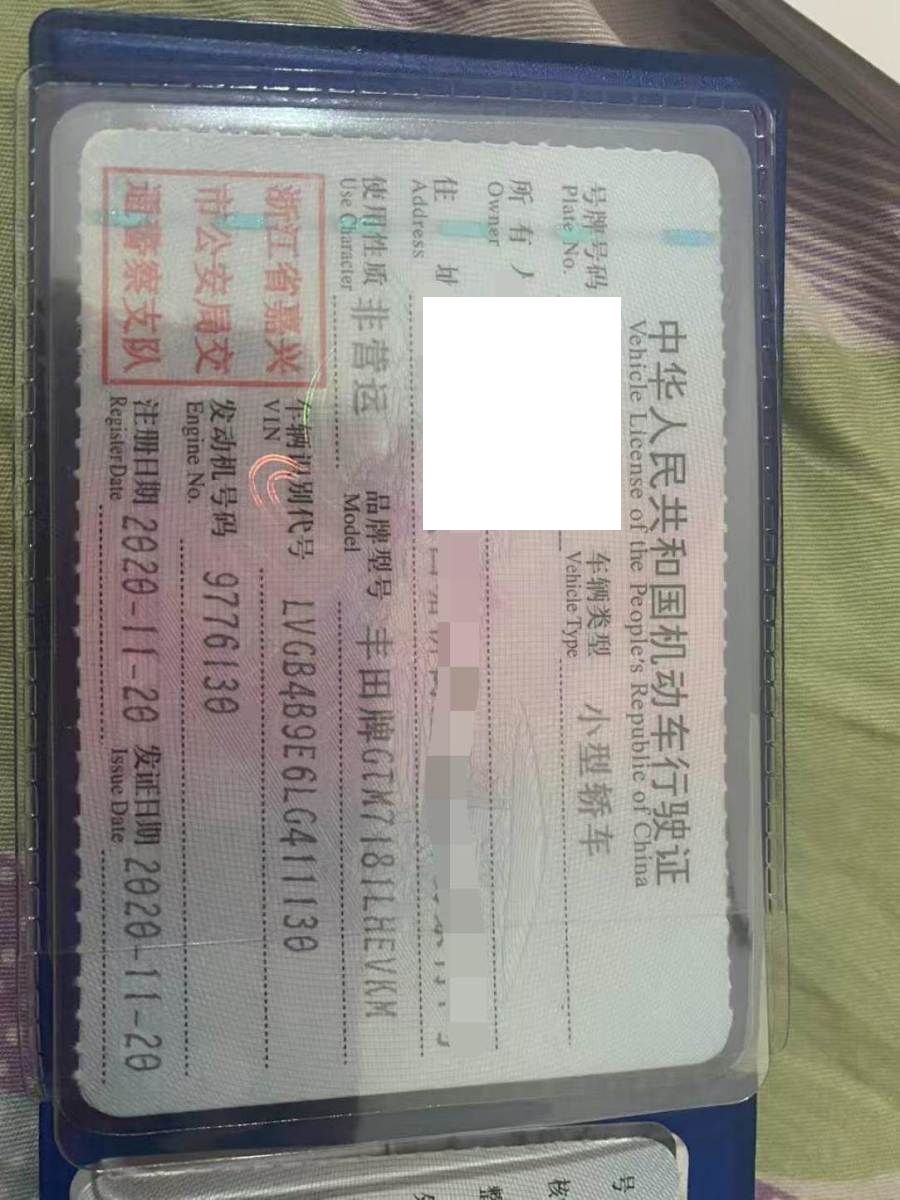 中华人民共和国机动车行驶证
Vehicle License of the People's Republic of China
号牌号码
Plate No.
车辆类型 小型轿车
Vehicle Type
所有
Owner
住 址
Address
使用性质 非营运
Use Character
品牌型号 丰田牌GTM7181LHEVKM
Model
浙江省嘉兴
市公安局交
通警察支队
车辆识别代号 LVGB4B9E6LG411130
VIN
发动机号码 9776130
Engine No.
注册日期 2020-11-20 发证日期 2020-11-20
Register Date Issue Date
号
核
整